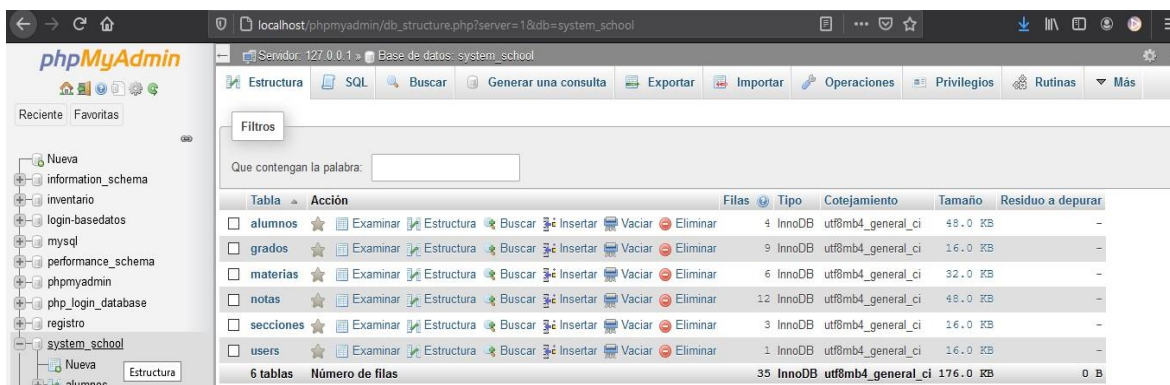 localhost/phpmyadmin/db_structure.php?server=1&db=system_school
phpMyAdmin
Reciente Favoritas
Nueva
information_schema
inventario
login-basedatos
mysql
performance_schema
phpmyadmin
php_login_database
registro
system_school
Nueva
Estructura
alumnos
Servidor: 127.0.0.1 » Base de datos: system_school
Estructura SQL Buscar Generar una consulta Exportar Importar Operaciones Privilegios Rutinas Más
Filtros
Que contengan la palabra:
Tabla Acción Filas Tipo Cotejamiento Tamaño Residuo a depurar
alumnos Examinar Estructura Buscar Insertar Vaciar Eliminar 4 InnoDB utf8mb4_general_ci 48.0 KB -
grados Examinar Estructura Buscar Insertar Vaciar Eliminar 9 InnoDB utf8mb4_general_ci 16.0 KB -
materias Examinar Estructura Buscar Insertar Vaciar Eliminar 6 InnoDB utf8mb4_general_ci 32.0 KB -
notas Examinar Estructura Buscar Insertar Vaciar Eliminar 12 InnoDB utf8mb4_general_ci 48.0 KB -
secciones Examinar Estructura Buscar Insertar Vaciar Eliminar 3 InnoDB utf8mb4_general_ci 16.0 KB -
users Examinar Estructura Buscar Insertar Vaciar Eliminar 1 InnoDB utf8mb4_general_ci 16.0 KB -
6 tablas Número de filas 35 InnoDB utf8mb4_general_ci 176.0 KB 0 B